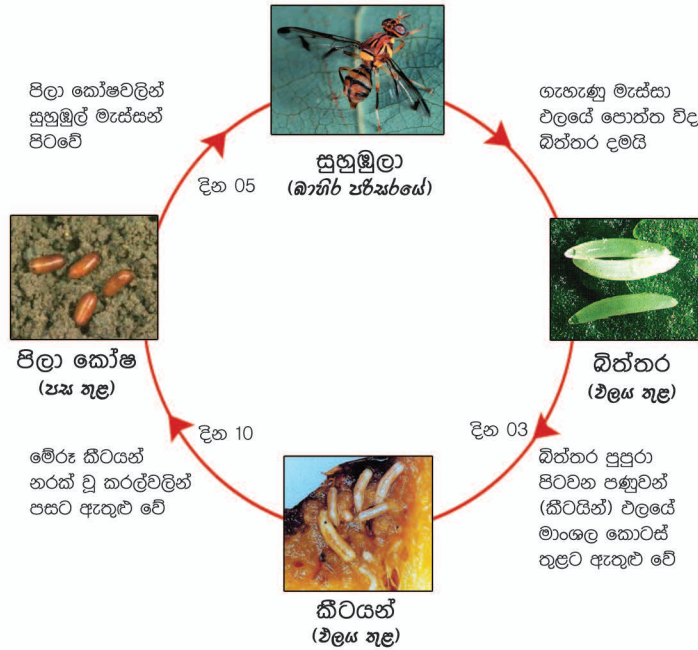 පිලා කෝෂවලින්
සුහුඹුල් මැස්සන්
පිටවේ
දින 05
සුහුඹුලා
(බාහිර පරිසරයේ)
ගැහැණු මැස්සා
ඵලයේ පොත්ත විද
බිත්තර දමයි
බිත්තර
(ඵලය තුළ)
දින 03
බිත්තර පුපුරා
පිටවන පණුවන්
(කීටයින්) ඵලයේ
මාංශල කොටස්
තුළට ඇතුළු වේ
කීටයන්
(ඵලය තුළ)
දින 10
මේරූ කීටයන්
නරක් වූ කරල්වලින්
පසට ඇතුළු වේ
පිලා කෝෂ
(පස තුළ)